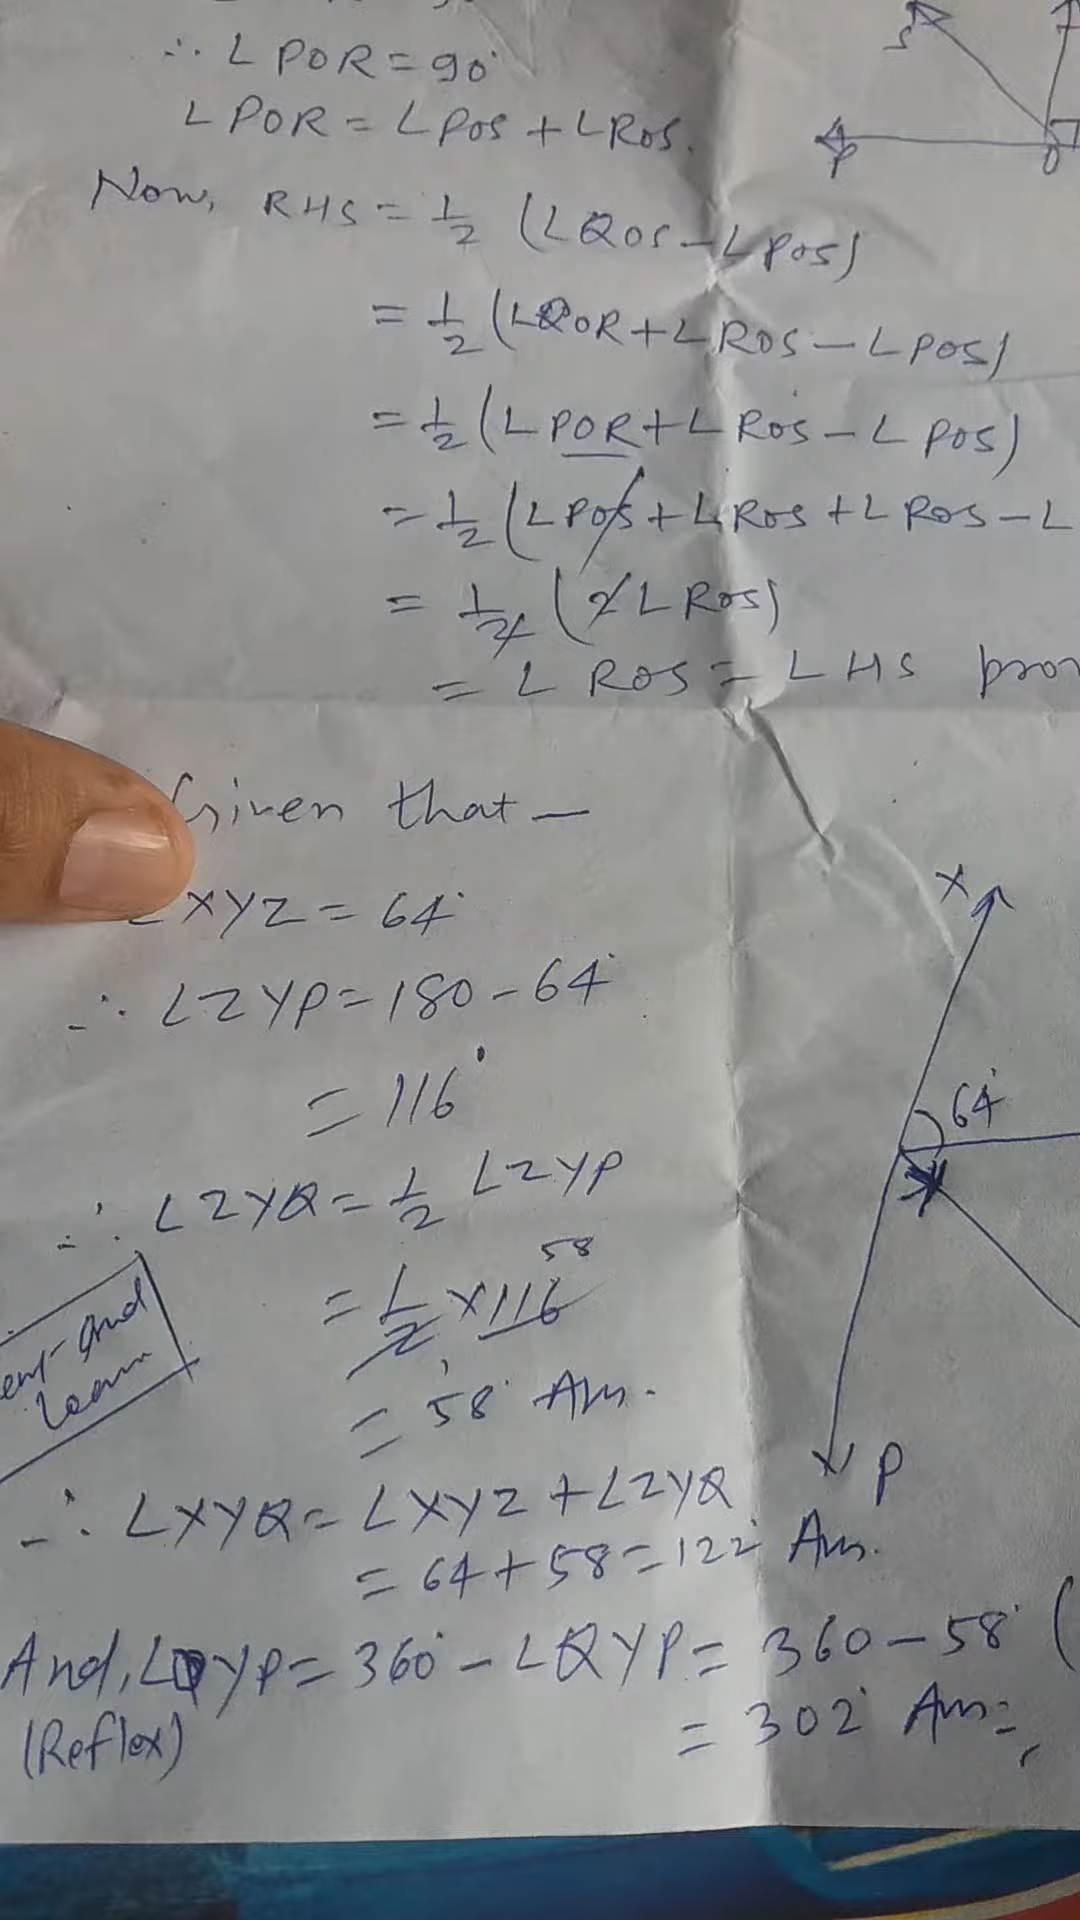 ∴ ∠POR = 90°
∠POR = ∠POS + ∠ROS.
Now, RHS = 1/2 (∠QOS - ∠POS)
= 1/2 (∠QOR + ∠ROS - ∠POS)
= 1/2 (∠POR + ∠ROS - ∠POS)
= 1/2 (∠POS + ∠ROS + ∠ROS - ∠
= 1/2 (2∠ROS)
= ∠ROS = LHS
S
P
O
Given that —
∠XYZ = 64°
∴ ∠ZYP = 180 - 64°
= 116°
∴ ∠ZYQ = 1/2 ∠ZYP
58
= 1/2 × 116
= 58° Ans.
∴ ∠XYQ = ∠XYZ + ∠ZYQ
= 64 + 58 = 122° Ans.
And, ∠QYP = 360° - ∠QYP = 360 - 58° (
(Reflex)
= 302° Ans.
X
64°
P
And
Learn